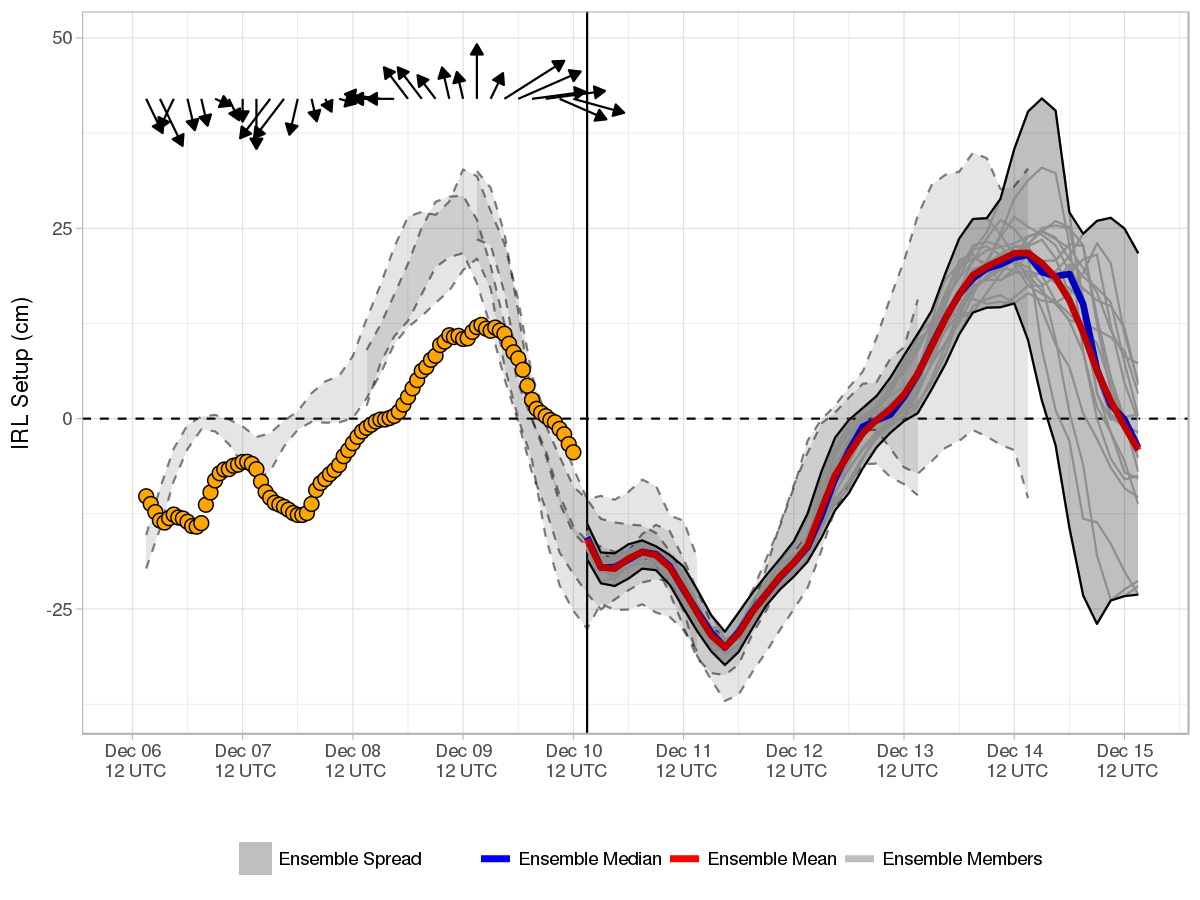 IRL Setup (cm)
50
25
0
-25
Dec 06 Dec 07 Dec 08 Dec 09 Dec 10 Dec 11 Dec 12 Dec 13 Dec 14 Dec 15
12 UTC 12 UTC 12 UTC 12 UTC 12 UTC 12 UTC 12 UTC 12 UTC 12 UTC 12 UTC
Ensemble Spread Ensemble Median Ensemble Mean Ensemble Members